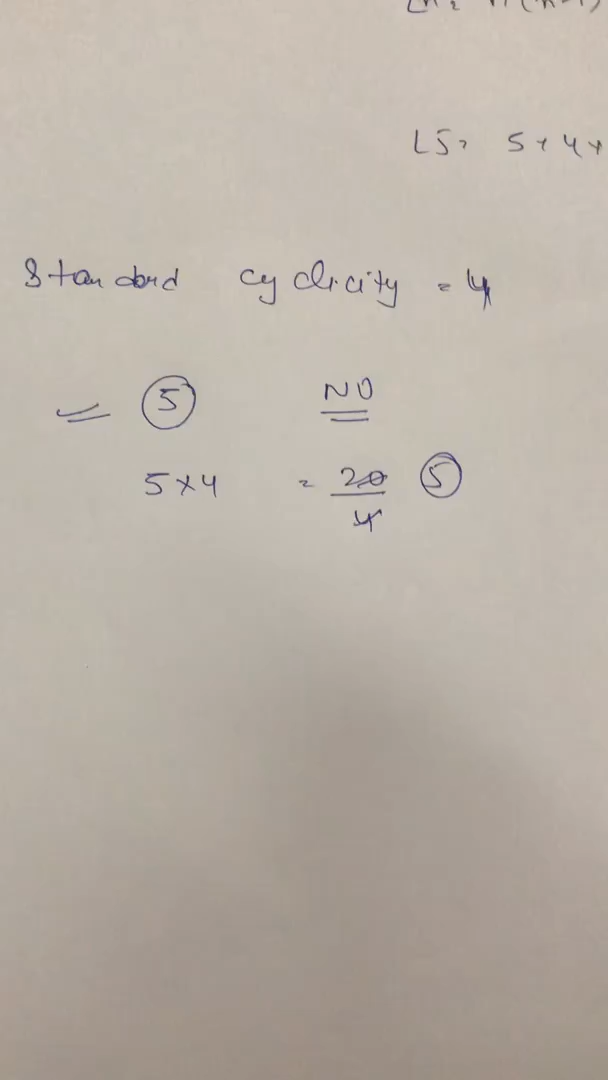 L5 = 5 × 4 ×
Standard cyclicity = 4
5 NO
5 × 4 = 20/4 5